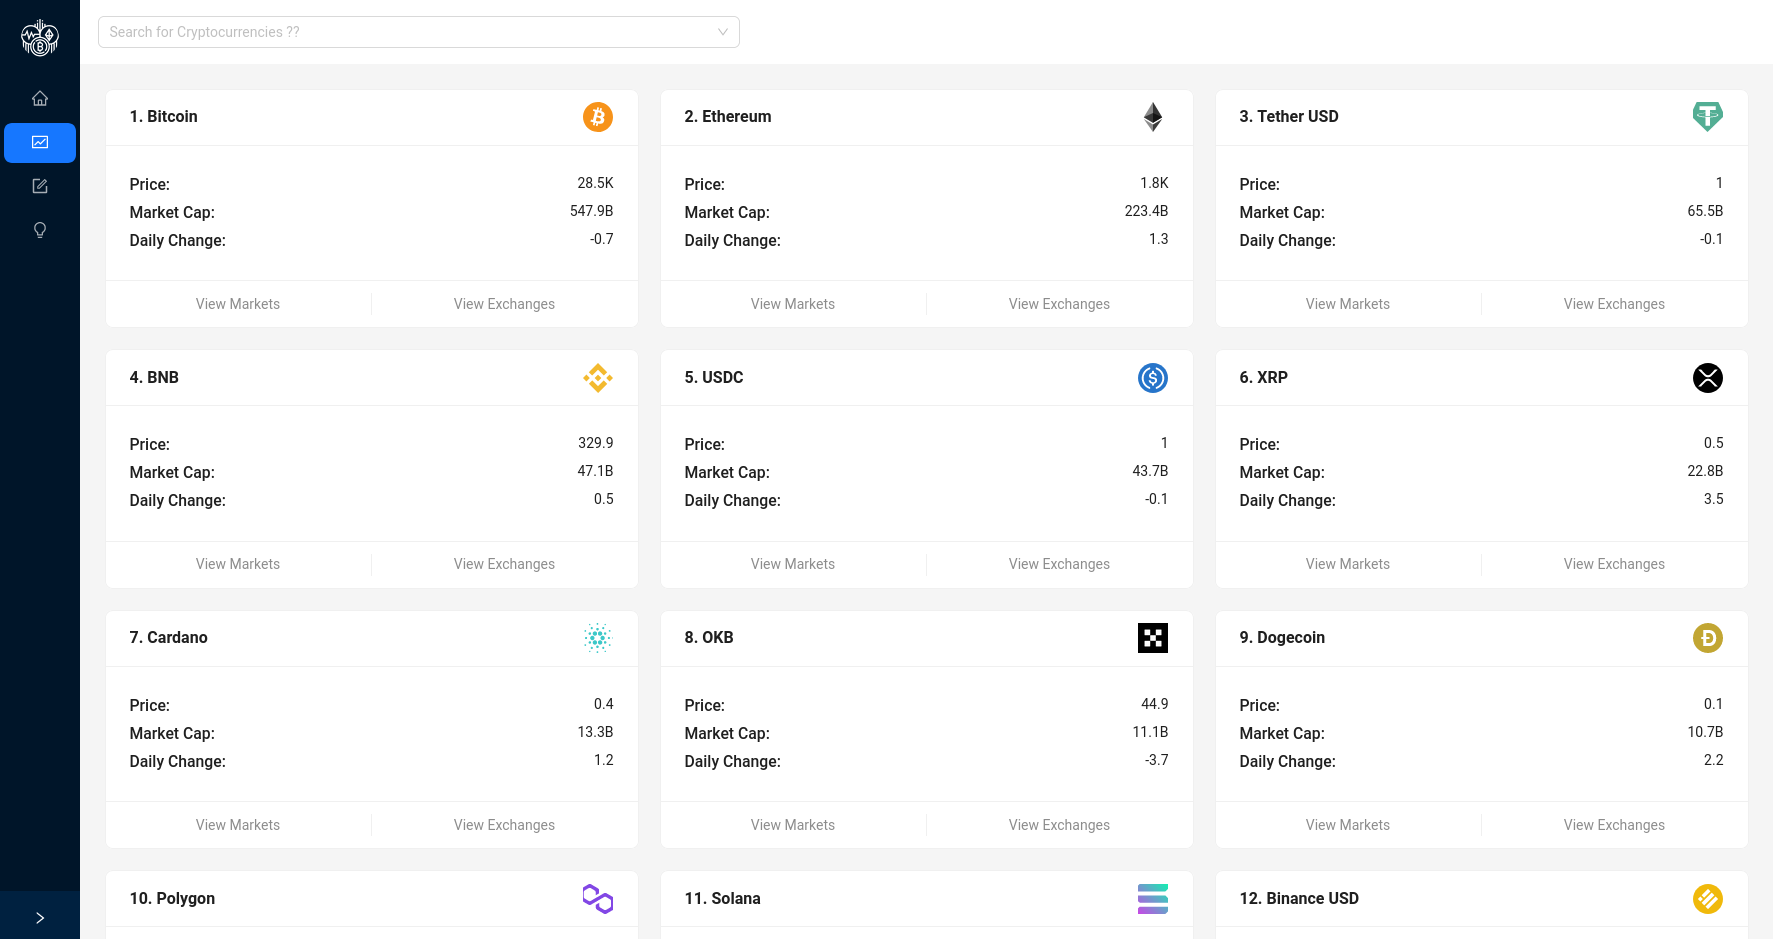 Search for Cryptocurrencies ??
1. Bitcoin
Price: 28.5K
Market Cap: 547.9B
Daily Change: -0.7
View Markets View Exchanges
2. Ethereum
Price: 1.8K
Market Cap: 223.4B
Daily Change: 1.3
View Markets View Exchanges
3. Tether USD
Price: 1
Market Cap: 65.5B
Daily Change: -0.1
View Markets View Exchanges
4. BNB
Price: 329.9
Market Cap: 47.1B
Daily Change: 0.5
View Markets View Exchanges
5. USDC
Price: 1
Market Cap: 43.7B
Daily Change: -0.1
View Markets View Exchanges
6. XRP
Price: 0.5
Market Cap: 22.8B
Daily Change: 3.5
View Markets View Exchanges
7. Cardano
Price: 0.4
Market Cap: 13.3B
Daily Change: 1.2
View Markets View Exchanges
8. OKB
Price: 44.9
Market Cap: 11.1B
Daily Change: -3.7
View Markets View Exchanges
9. Dogecoin
Price: 0.1
Market Cap: 10.7B
Daily Change: 2.2
View Markets View Exchanges
10. Polygon
11. Solana
12. Binance USD